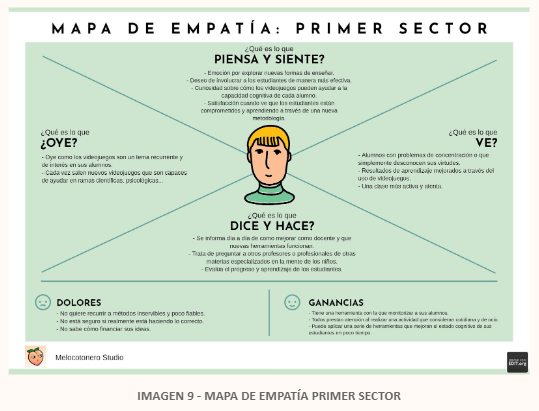 MAPA DE EMPATÍA: PRIMER SECTOR
¿Qué es lo que
PIENSA Y SIENTE?
- Emoción por explorar nuevas formas de enseñar.
- Deseo de involucrar a los estudiantes de manera más efectiva.
- Curiosidad sobre cómo los videojuegos pueden ayudar a la
capacidad cognitiva de cada alumno.
- Satisfacción cuando ve que los estudiantes están
comprometidos y aprendiendo a través de una nueva
metodología.
¿Qué es lo que
¿OYE?
- Oye como los videojuegos son un tema recurrente y
de interés en sus alumnos.
- Cada vez salen nuevos videojuegos que son capaces
de ayudar en ramas científicas, psicológicas...
¿Qué es lo que
VE?
- Alumnos con problemas de concentración o que
simplemente desconocen sus virtudes.
- Resultados de aprendizaje mejorados a través del
uso de videojuegos.
- Una clase más activa y atenta.
¿Qué es lo que
DICE Y HACE?
- Se informa día a día de como mejorar como docente y que
nuevas herramientas funcionan.
- Trata de preguntar a otros profesores o profesionales de otras
materias especializados en la mente de los niños.
- Evalúa el progreso y aprendizaje de los estudiantes
DOLORES
- No quiere recurrir a métodos inservibles y poco fiables.
- No está seguro si realmente está haciendo lo correcto.
- No sabe cómo financiar sus ideas.
GANANCIAS
- Tiene una herramienta con la que monitorizar a sus alumnos.
- Todos prestan atención al realizar una actividad que consideran cotidiana y de ocio.
- Puede aplicar una serie de herramientas que mejoran el estado cognitivo de sus
estudiantes en poco tiempo.
Melocotonero Studio
EDIT.org
IMAGEN 9 - MAPA DE EMPATÍA PRIMER SECTOR